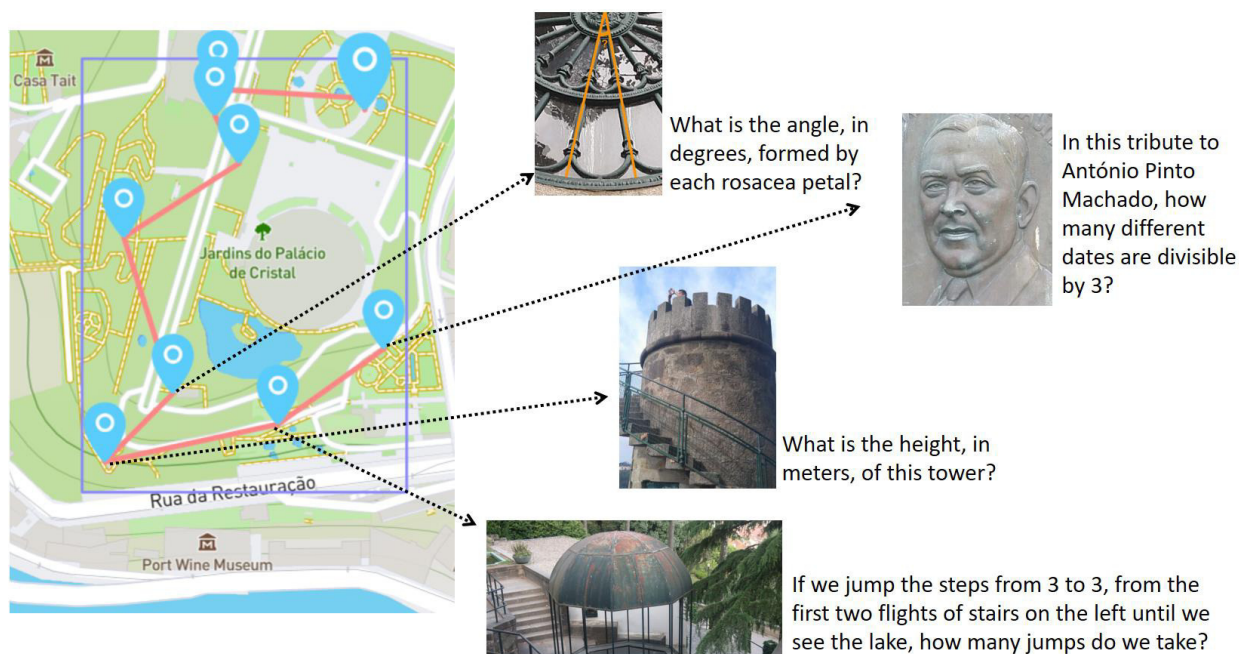 Casa Tait
Jardins do Palácio
de Cristal
Rua da Restauração
Port Wine Museum
What is the angle, in
degrees, formed by
each rosacea petal?
In this tribute to
António Pinto
Machado, how
many different
dates are divisible
by 3?
What is the height, in
meters, of this tower?
If we jump the steps from 3 to 3, from the
first two flights of stairs on the left until we
see the lake, how many jumps do we take?